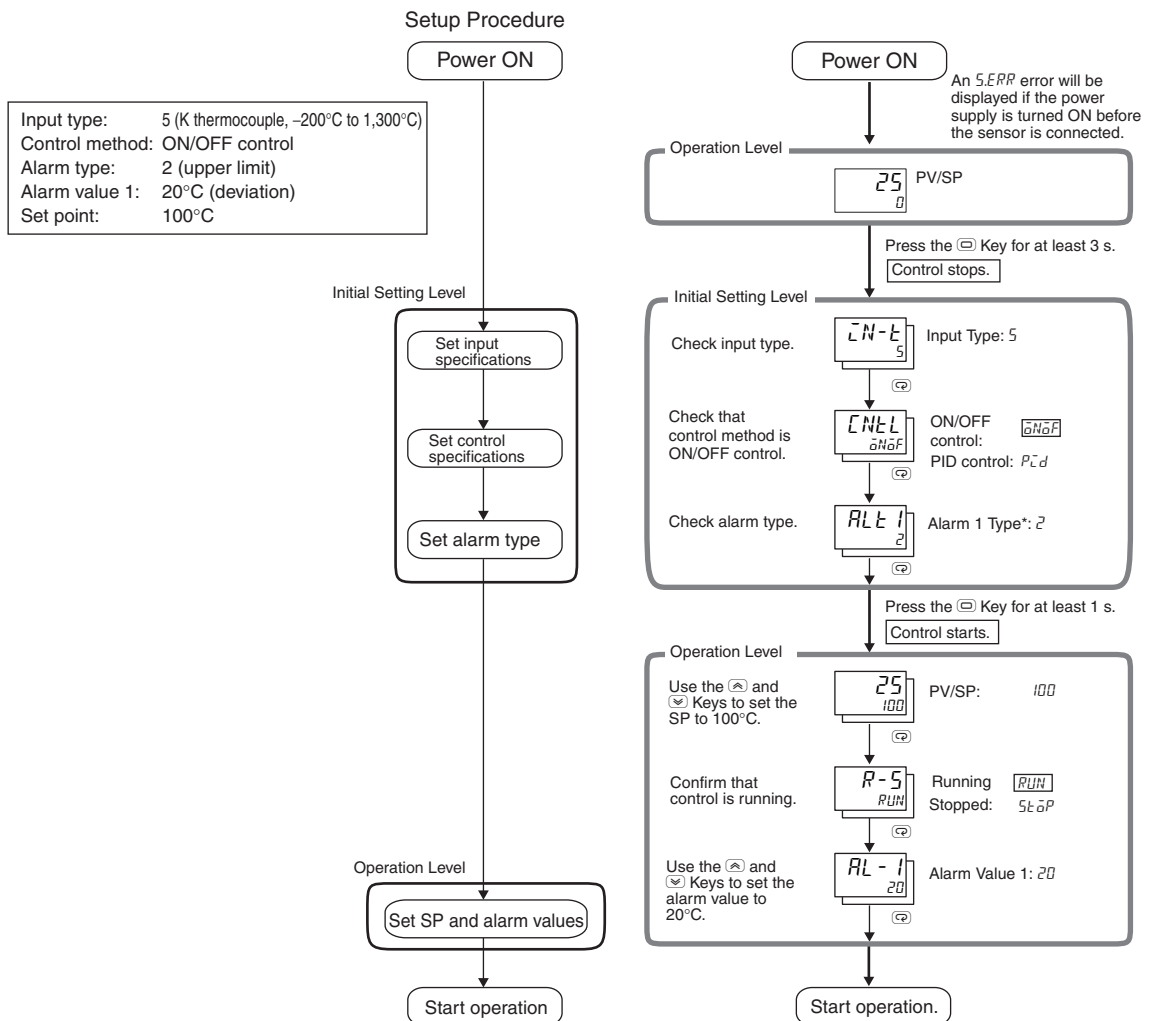 Setup Procedure
Power ON
Input type: 5 (K thermocouple, −200°C to 1,300°C)
Control method: ON/OFF control
Alarm type: 2 (upper limit)
Alarm value 1: 20°C (deviation)
Set point: 100°C
Initial Setting Level
Set input
specifications
Set control
specifications
Set alarm type
Operation Level
Set SP and alarm values
Start operation
Power ON
An S.ERR error will be
displayed if the power
supply is turned ON before
the sensor is connected.
Operation Level
25
0
PV/SP
Press the Key for at least 3 s.
Control stops.
Initial Setting Level
Check input type.
IN-t
5
Input Type: 5
Check that
control method is
ON/OFF control.
CNtL
oNoF
ON/OFF
control: oNoF
PID control: PId
Check alarm type.
ALt1
2
Alarm 1 Type*: 2
Press the Key for at least 1 s.
Control starts.
Operation Level
Use the and
Keys to set the
SP to 100°C.
25
100
PV/SP: 100
Confirm that
control is running.
R-S
RUN
Running RUN
Stopped: StoP
Use the and
Keys to set the
alarm value to
20°C.
AL-1
20
Alarm Value 1: 20
Start operation.